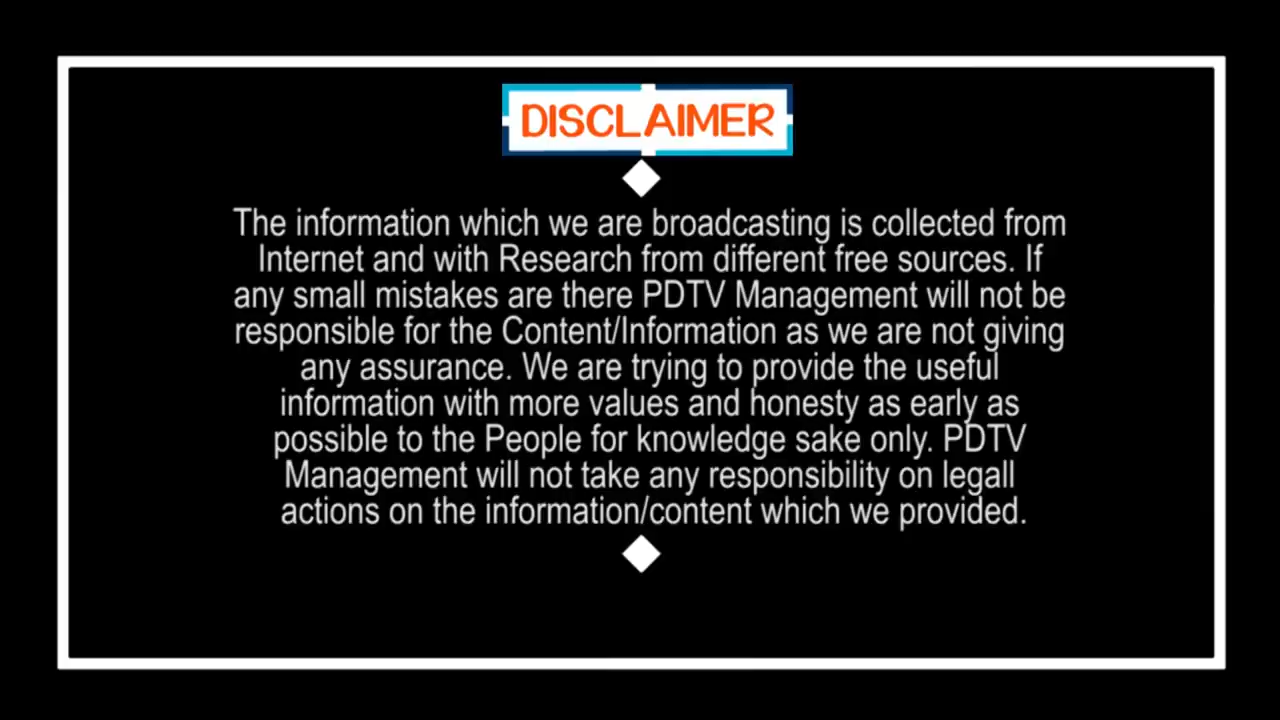 DISCLAIMER
The information which we are broadcasting is collected from
Internet and with Research from different free sources. If
any small mistakes are there PDTV Management will not be
responsible for the Content/Information as we are not giving
any assurance. We are trying to provide the useful
information with more values and honesty as early as
possible to the People for knowledge sake only. PDTV
Management will not take any responsibility on legall
actions on the information/content which we provided.